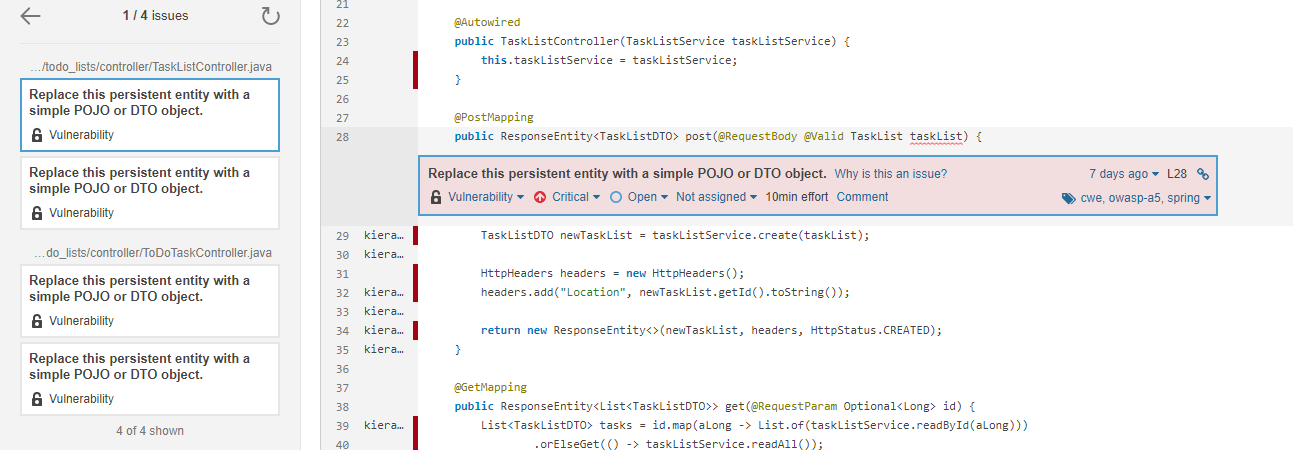 1 / 4 issues
…/todo_lists/controller/TaskListController.java
Replace this persistent entity with a
simple POJO or DTO object.
Vulnerability
Replace this persistent entity with a
simple POJO or DTO object.
Vulnerability
…do_lists/controller/ToDoTaskController.java
Replace this persistent entity with a
simple POJO or DTO object.
Vulnerability
Replace this persistent entity with a
simple POJO or DTO object.
Vulnerability
4 of 4 shown
21
22 @Autowired
23 public TaskListController(TaskListService taskListService) {
24 this.taskListService = taskListService;
25 }
26
27 @PostMapping
28 public ResponseEntity<TaskListDTO> post(@RequestBody @Valid TaskList taskList) {
Replace this persistent entity with a simple POJO or DTO object. Why is this an issue? 7 days ago L28
Vulnerability Critical Open Not assigned 10min effort Comment cwe, owasp-a5, spring
29 kiera… TaskListDTO newTaskList = taskListService.create(taskList);
30 kiera…
31 HttpHeaders headers = new HttpHeaders();
32 kiera… headers.add("Location", newTaskList.getId().toString());
33 kiera…
34 kiera… return new ResponseEntity<>(newTaskList, headers, HttpStatus.CREATED);
35 kiera… }
36
37 @GetMapping
38 public ResponseEntity<List<TaskListDTO>> get(@RequestParam Optional<Long> id) {
39 kiera… List<TaskListDTO> tasks = id.map(aLong -> List.of(taskListService.readById(aLong)))
40 .orElseGet(() -> taskListService.readAll());